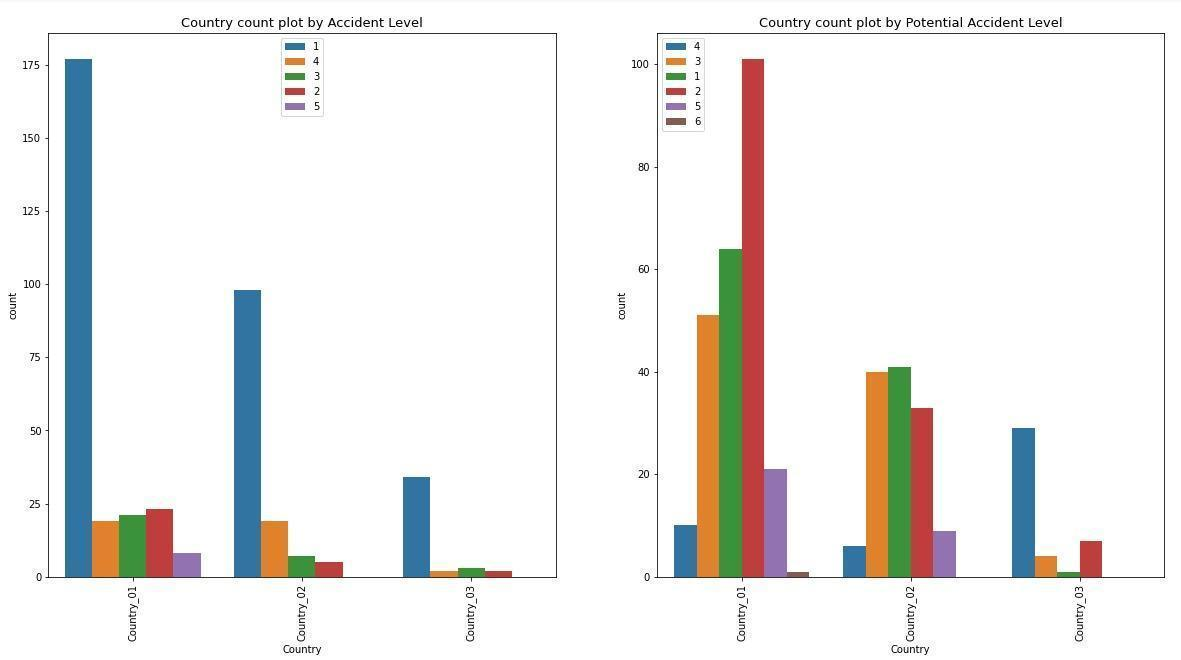 Country count plot by Accident Level
1
4
3
2
5
175
150
125
100
75
50
25
0
count
Country_01
Country_02
Country_03
Country
Country count plot by Potential Accident Level
4
3
1
2
5
6
100
80
60
40
20
0
count
Country_01
Country_02
Country_03
Country